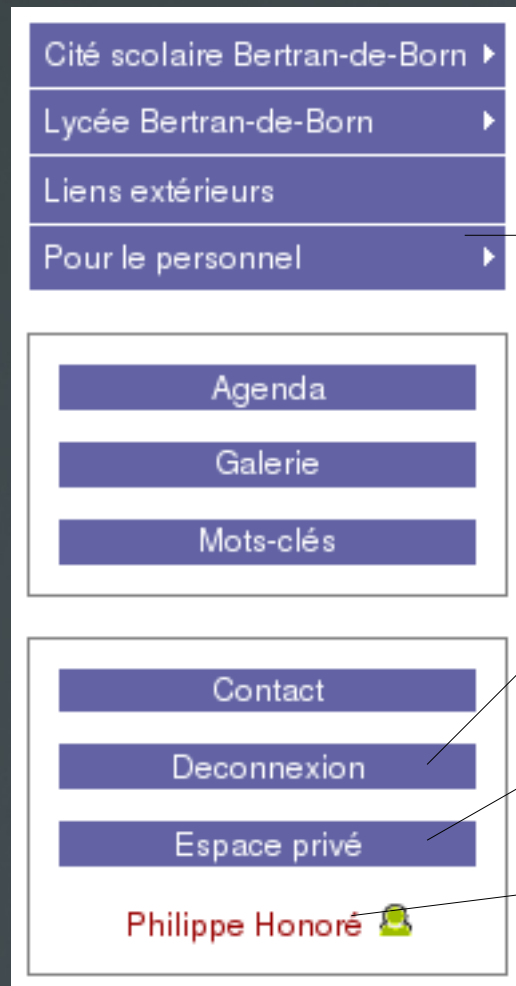 Cité scolaire Bertran-de-Born
Lycée Bertran-de-Born
Liens extérieurs
Pour le personnel
Agenda
Galerie
Mots-clés
Contact
Deconnexion
Espace privé
Philippe Honoré